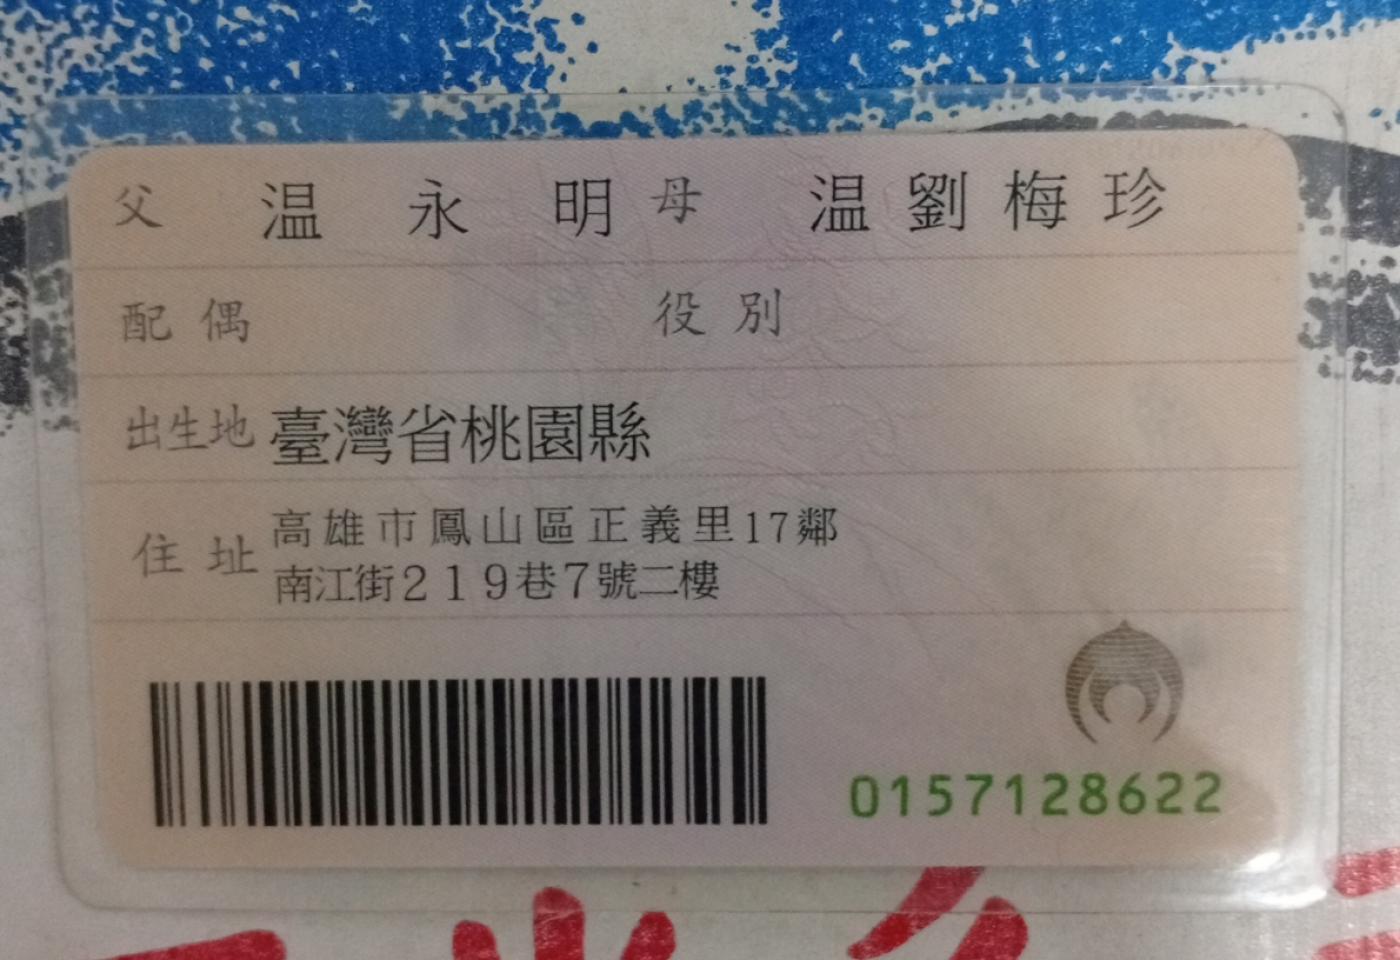 父 温永明 母 温劉梅珍
配偶 役別
出生地 臺灣省桃園縣
住址 高雄市鳳山區正義里17鄰
南江街219巷7號二樓
0157128622